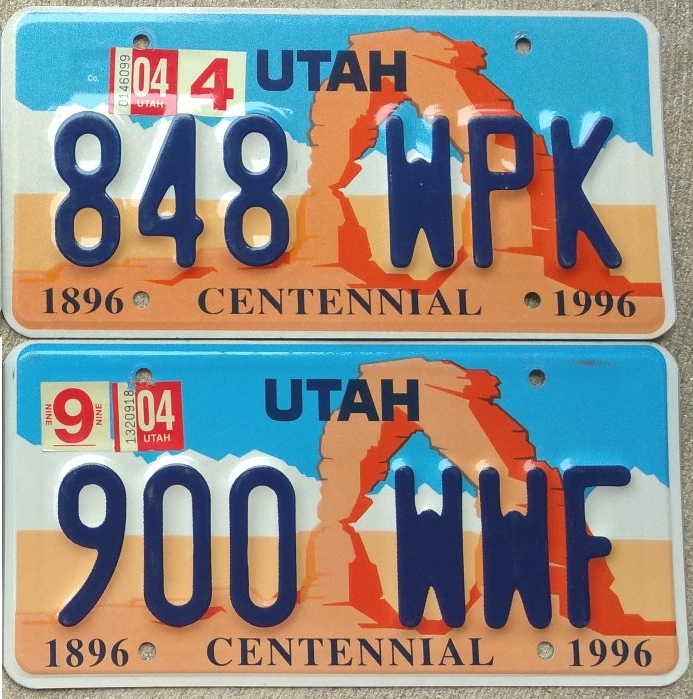 UTAH
0146099 04 UTAH 4
Co.
848 WPK
1896 CENTENNIAL 1996
UTAH
NINE 9 NINE 1320918 04 UTAH
900 WWF
1896 CENTENNIAL 1996